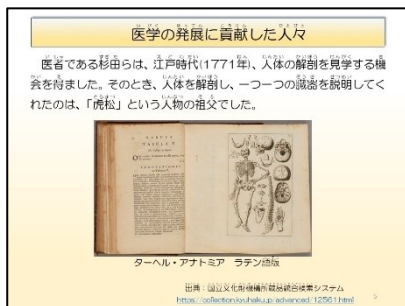 医学の発展に貢献した人々
医者である杉田らは、江戸時代(1771年)、人体の解剖を見学する機
会を得ました。そのとき、人体を解剖し、一つ一つの臓器を説明してく
れたのは、「虎松」という人物の祖父でした。
ターヘル・アナトミア ラテン語版
出典:国立文化財機構所蔵品統合検索システム
https://collection.kyuhaku.jp/advanced/12561.html